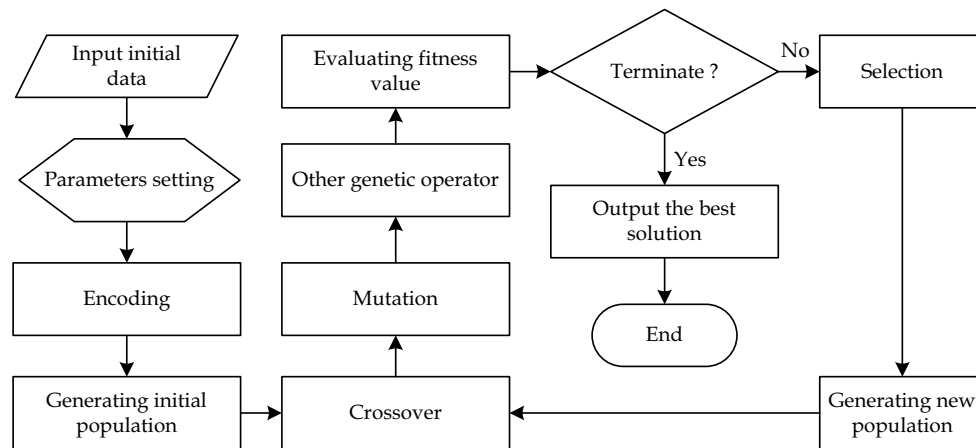 Input initial
data
Parameters setting
Encoding
Generating initial
population
Crossover
Mutation
Other genetic operator
Evaluating fitness
value
Terminate ?
No
Selection
Yes
Output the best
solution
End
Generating new
population